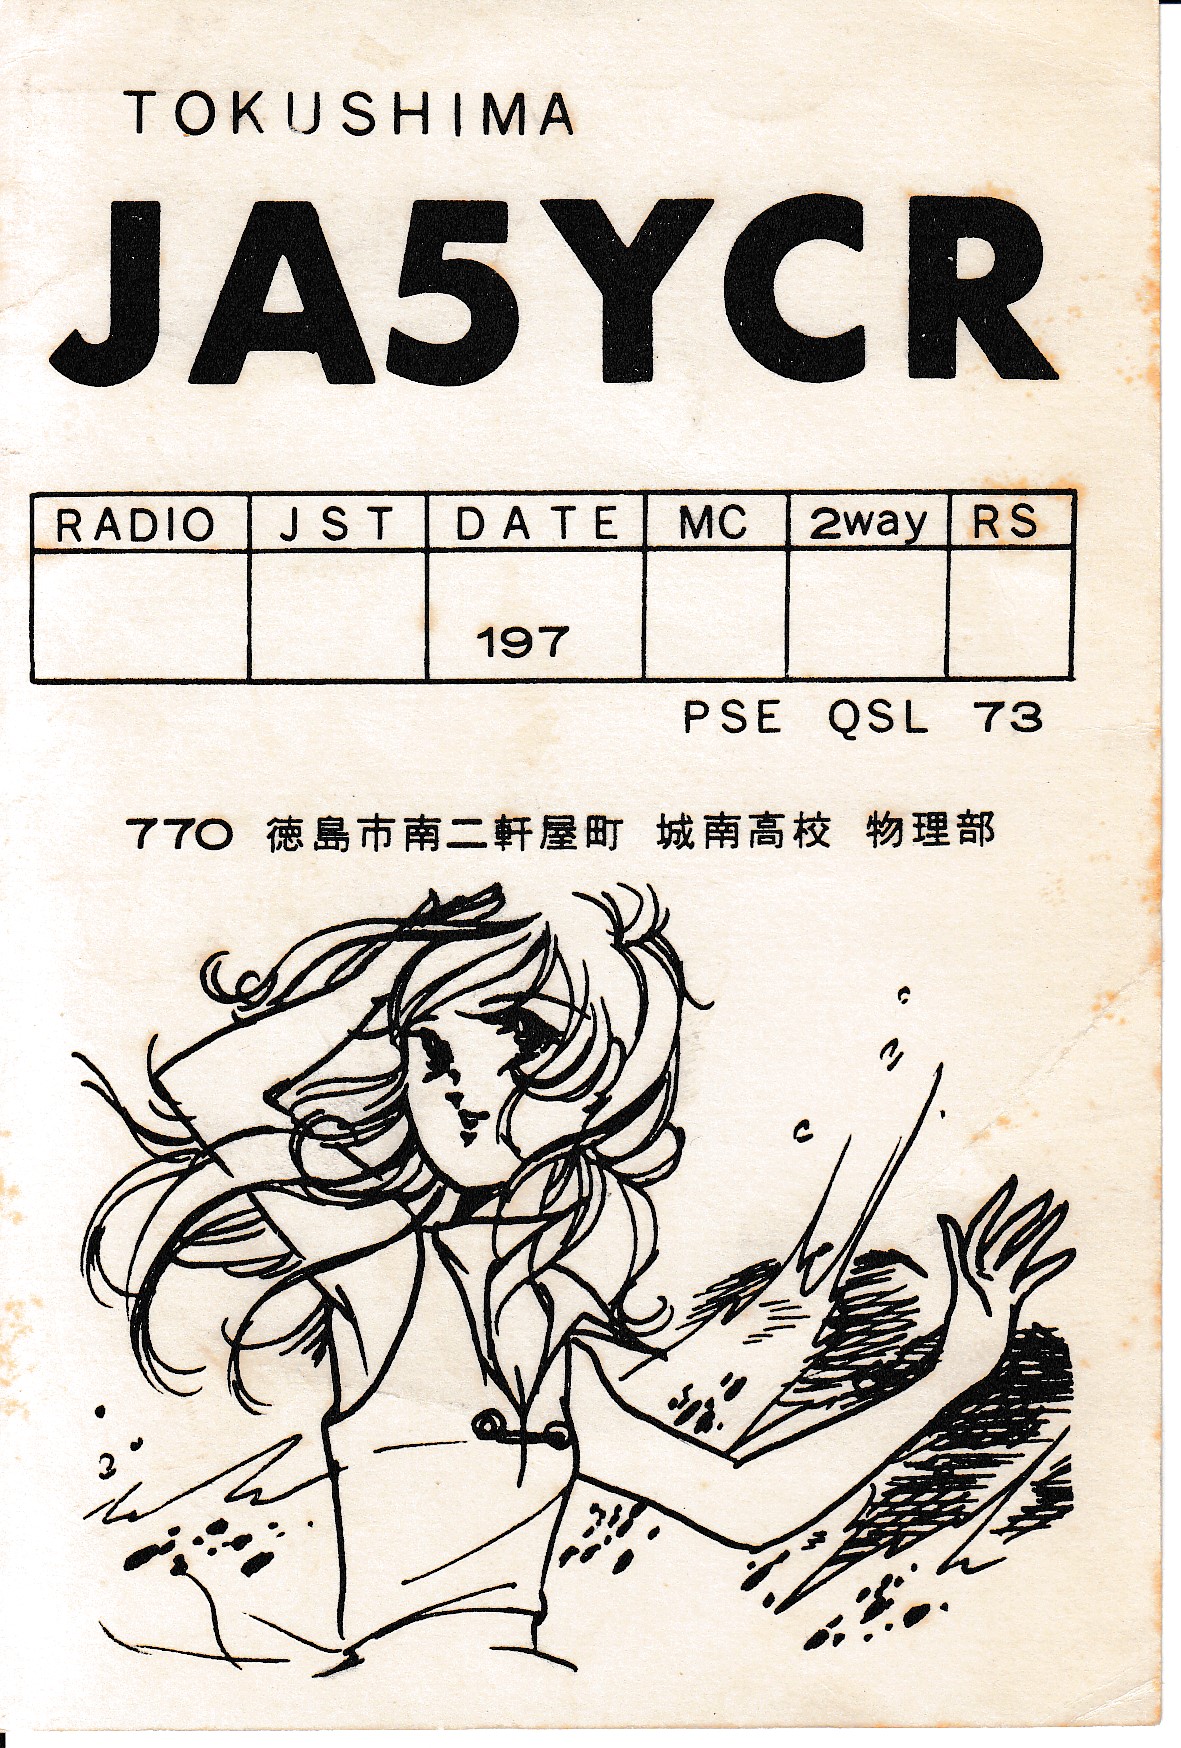 TOKUSHIMA
JA5YCR
RADIO JST DATE MC 2way RS
197
PSE QSL 73
770 徳島市南二軒屋町 城南高校 物理部